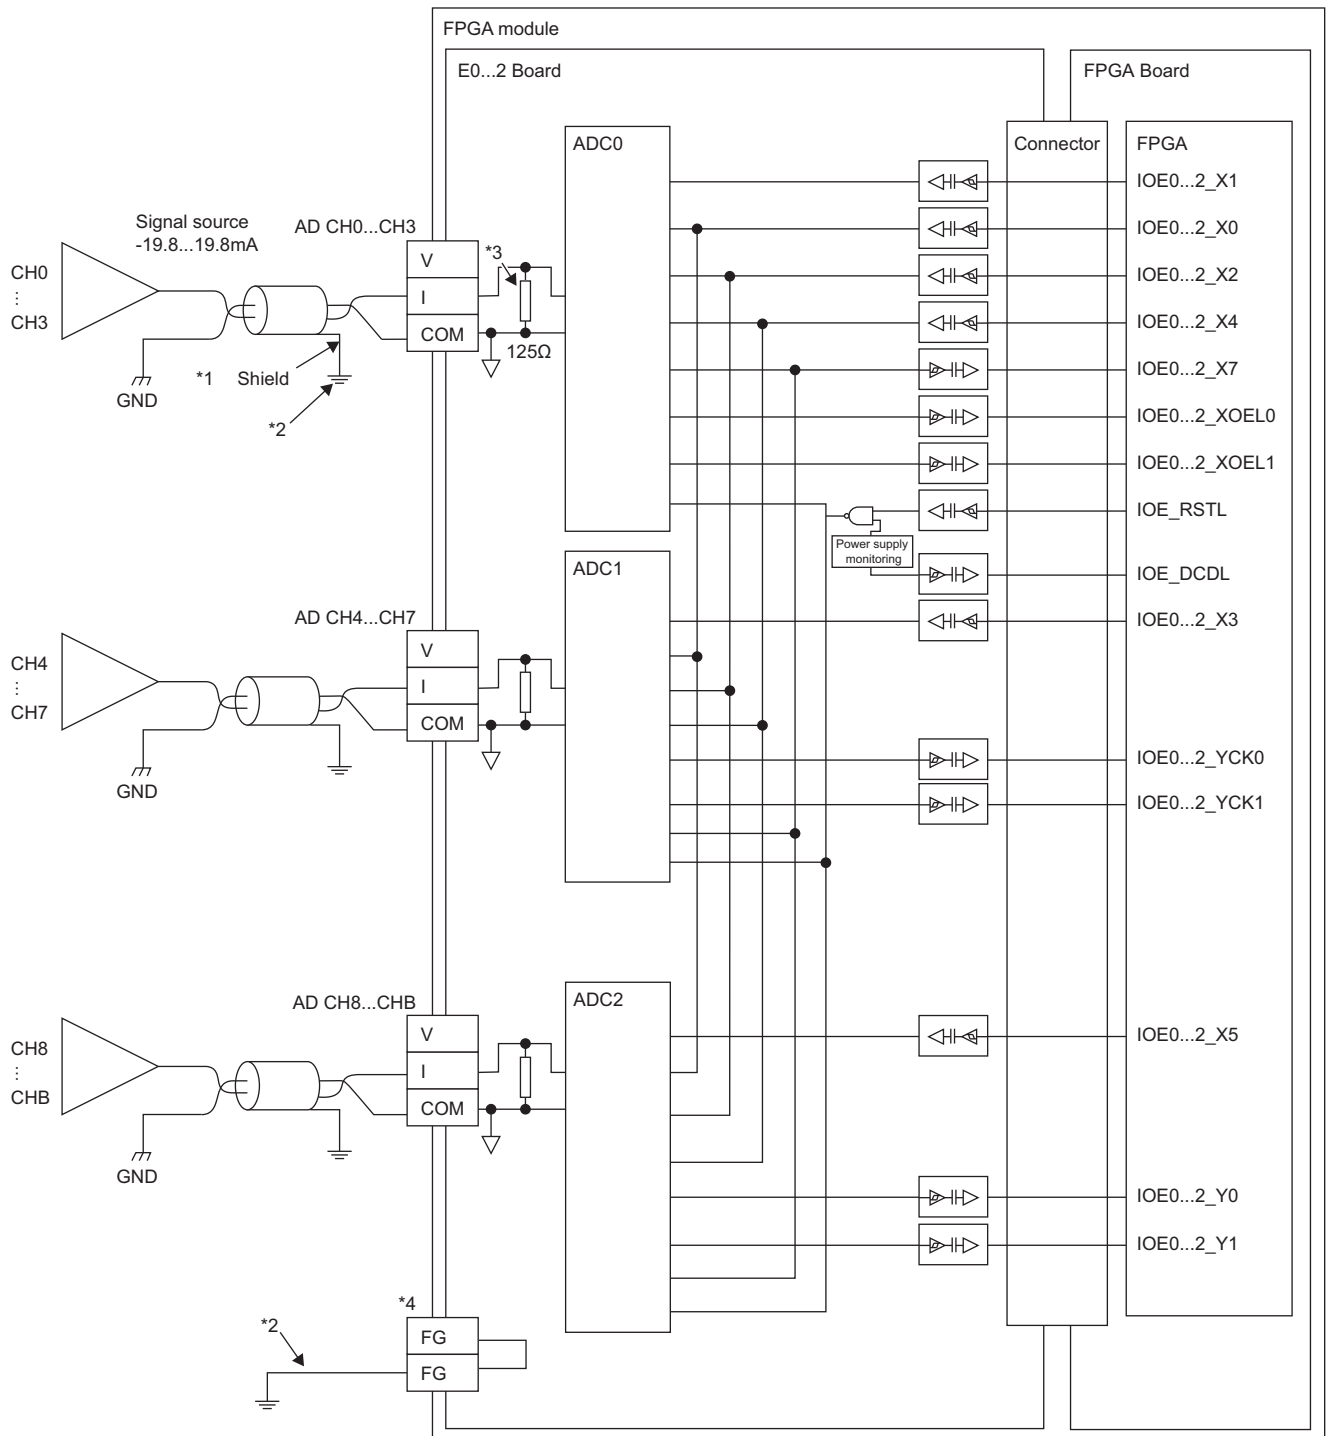 FPGA module
E0...2 Board
FPGA Board
ADC0
Connector
FPGA
IOE0...2_X1
Signal source
-19.8...19.8mA
AD CH0...CH3
IOE0...2_X0
V
*3
CH0
⋮
CH3
I
IOE0...2_X2
COM
125Ω
IOE0...2_X4
*1
Shield
GND
*2
IOE0...2_X7
IOE0...2_XOEL0
IOE0...2_XOEL1
IOE_RSTL
Power supply
monitoring
ADC1
IOE_DCDL
AD CH4...CH7
IOE0...2_X3
V
CH4
⋮
CH7
I
COM
GND
IOE0...2_YCK0
IOE0...2_YCK1
ADC2
AD CH8...CHB
V
IOE0...2_X5
CH8
⋮
CHB
I
COM
GND
IOE0...2_Y0
IOE0...2_Y1
*4
*2
FG
FG